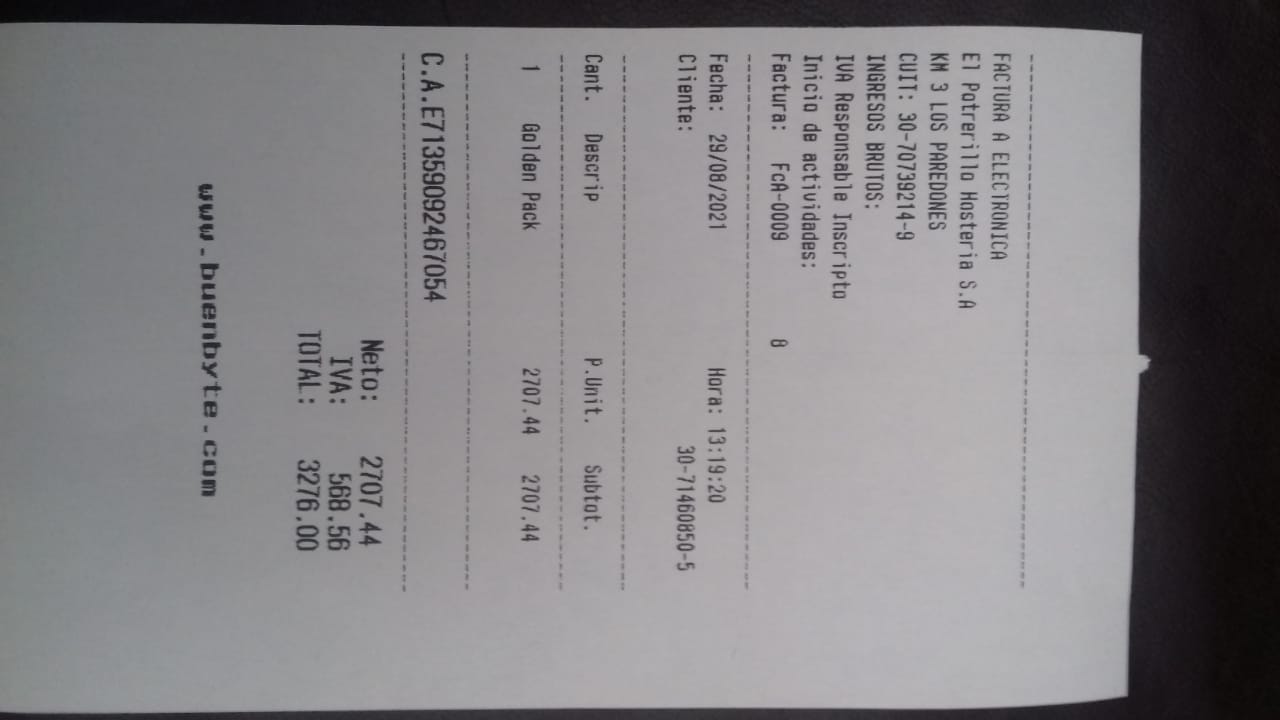 FACTURA A ELECTRONICA
El Potrerillo Hosteria S.A
KM 3 LOS PAREDONES
CUIT: 30-70739214-9
INGRESOS BRUTOS:
IVA Responsable Inscripto
Inicio de actividades:
Factura: FcA-0009 8
Fecha: 29/08/2021 Hora: 13:19:20
Cliente: 30-71460850-5
Cant. Descrip P.Unit. Subtot.
1 Golden Pack 2707.44 2707.44
C.A.E71359092467054
Neto: 2707.44
IVA: 568.56
TOTAL: 3276.00
www.buenbyte.com